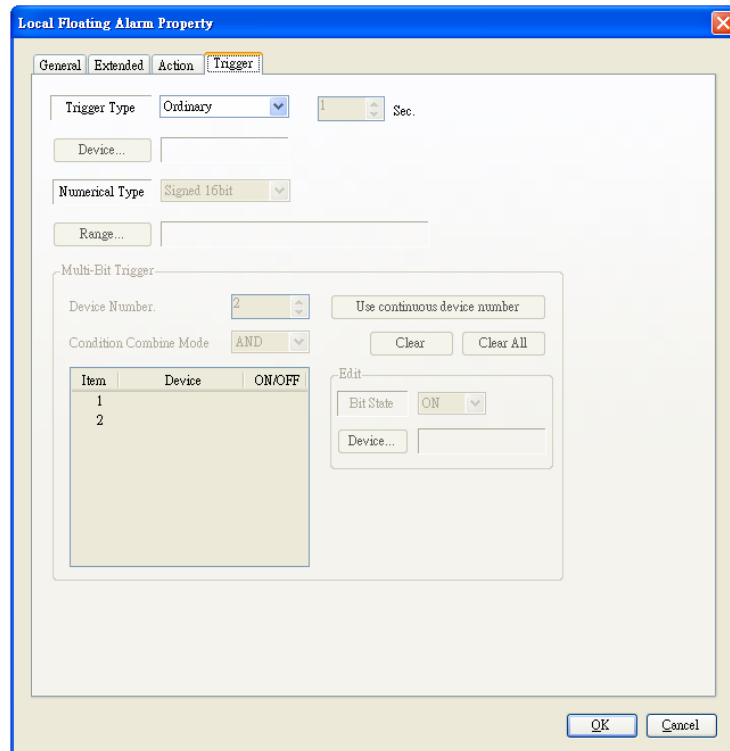 Local Floating Alarm Property
General Extended Action Trigger
Trigger Type Ordinary 1 Sec.
Device...
Numerical Type Signed 16bit
Range...
Multi-Bit Trigger
Device Number. 2 Use continuous device number
Condition Combine Mode AND Clear Clear All
Item Device ON/OFF Edit
1 Bit State ON
2
Device...
OK Cancel